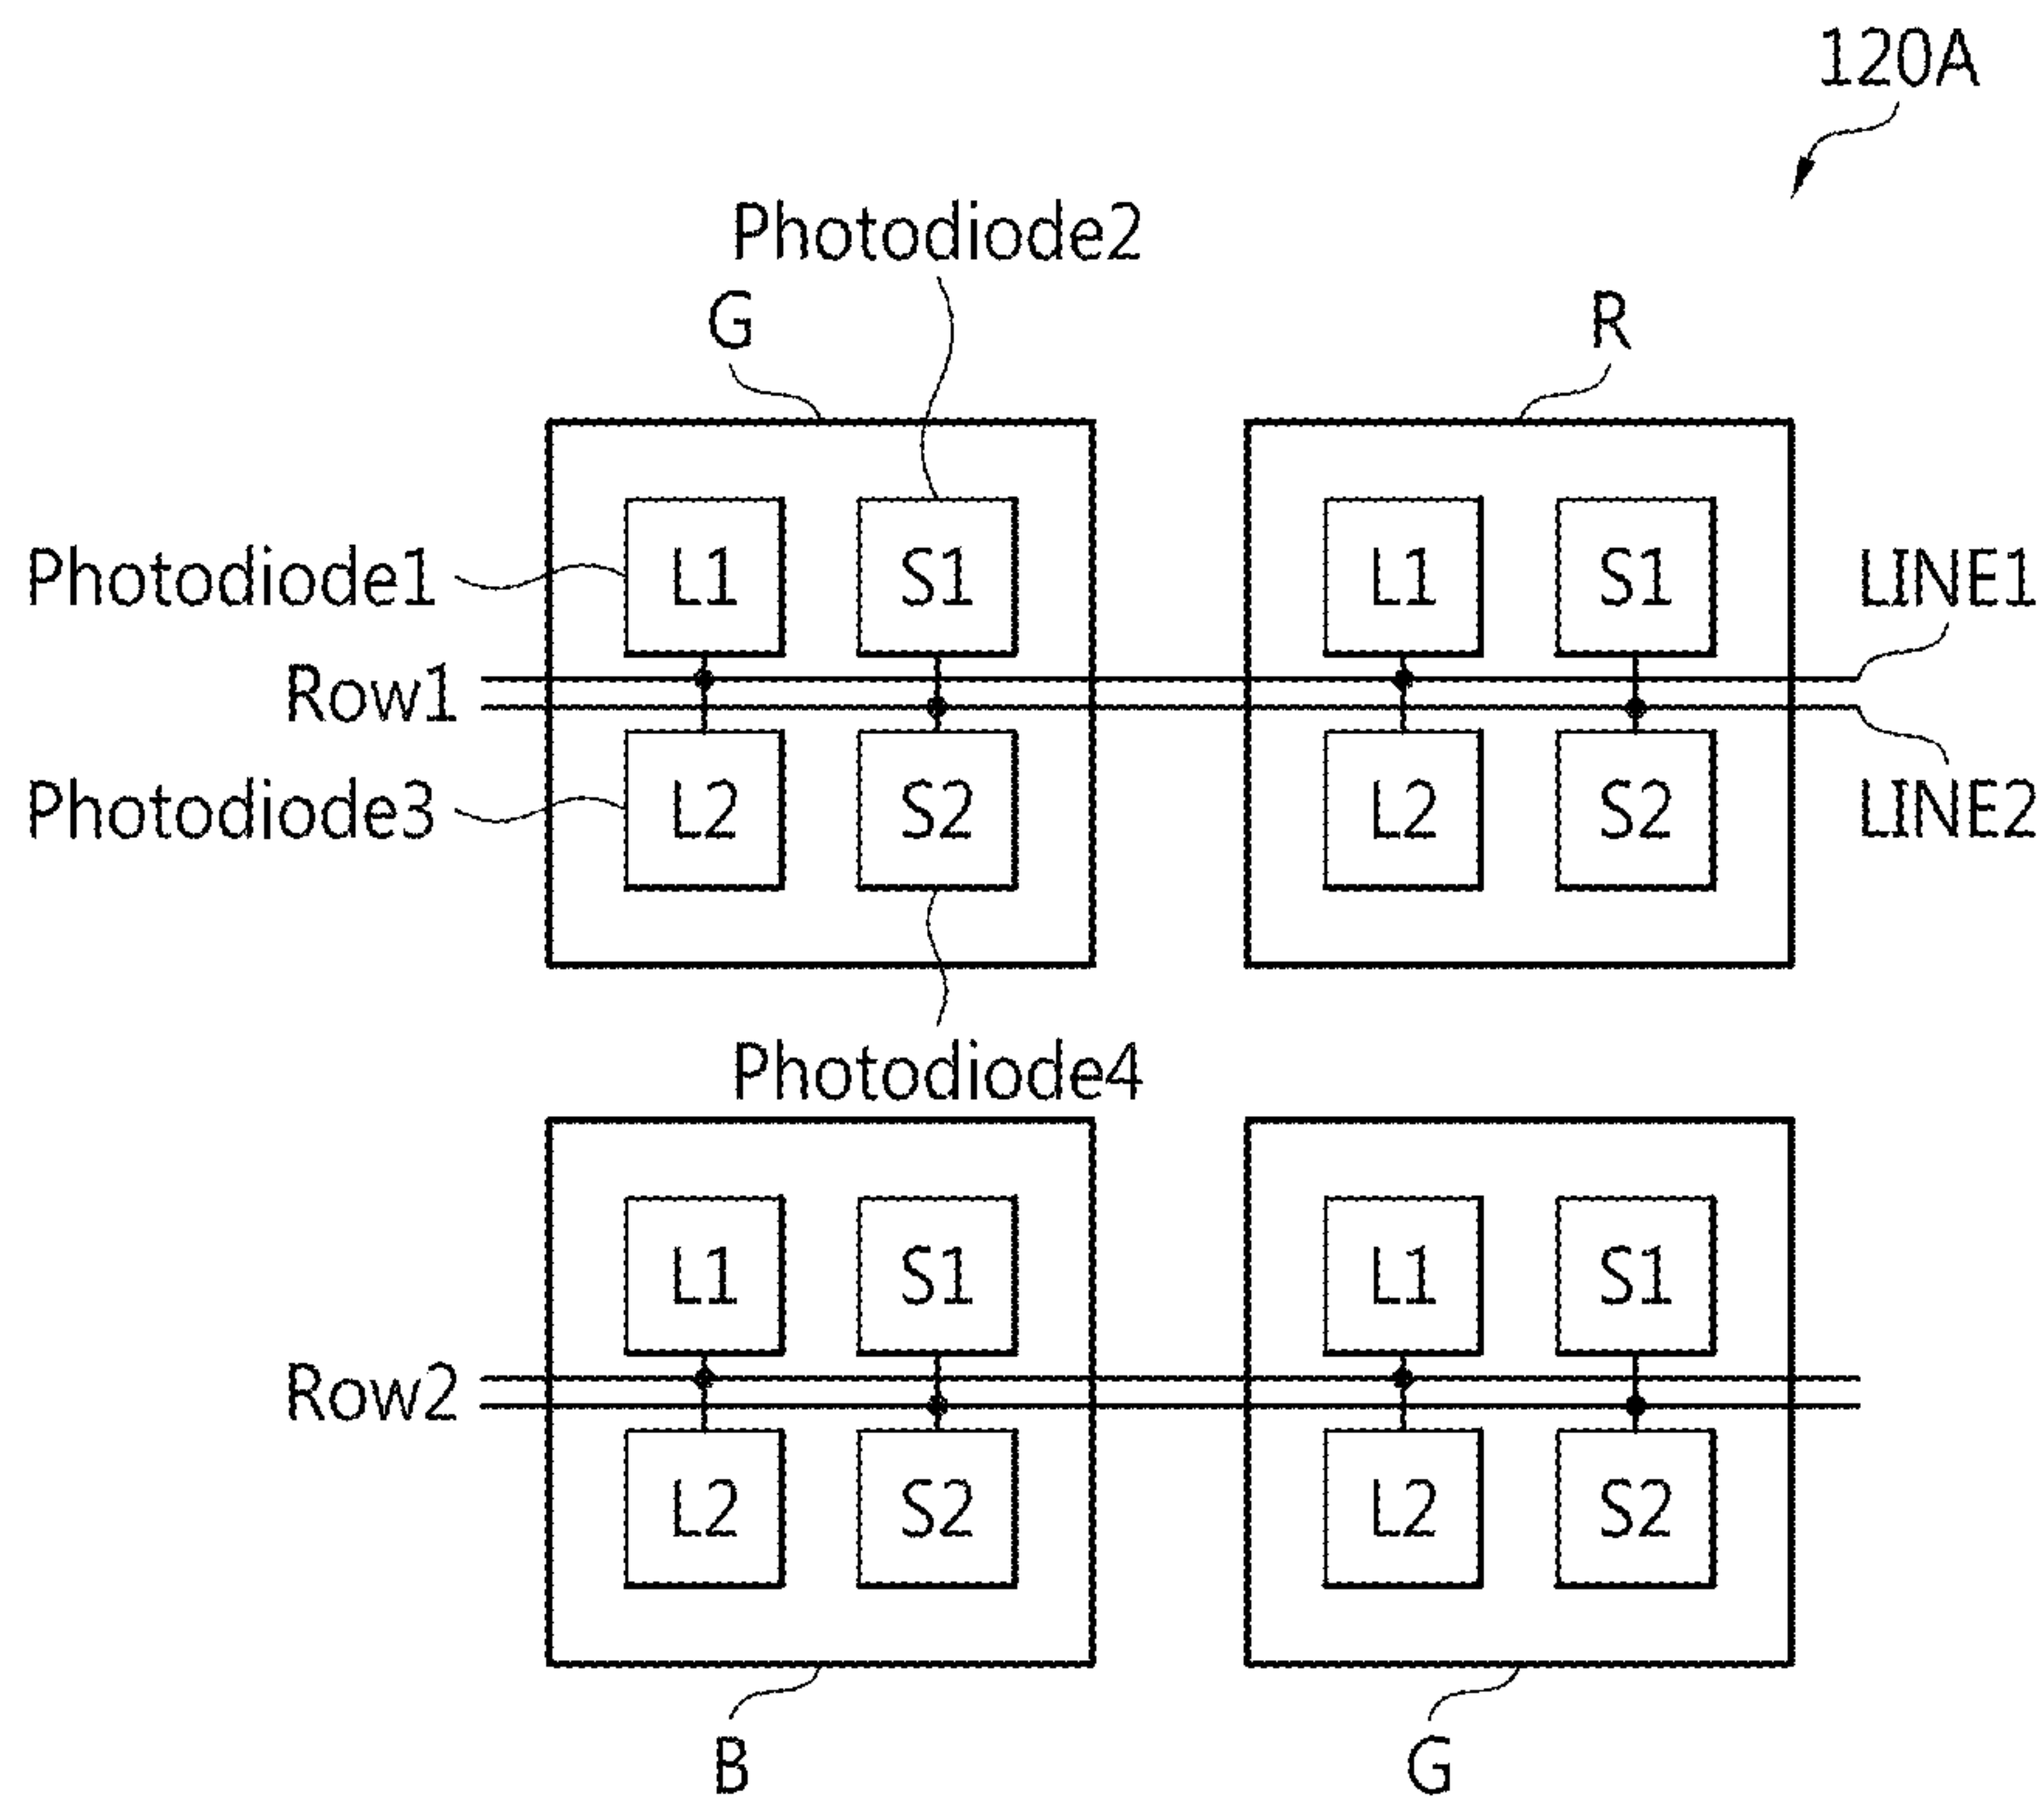 120A
Photodiode2
G
R
Photodiode1
L1
S1
L1
S1
LINE1
Row1
Photodiode3
L2
S2
L2
S2
LINE2
Photodiode4
L1
S1
L1
S1
Row2
L2
S2
L2
S2
B
G